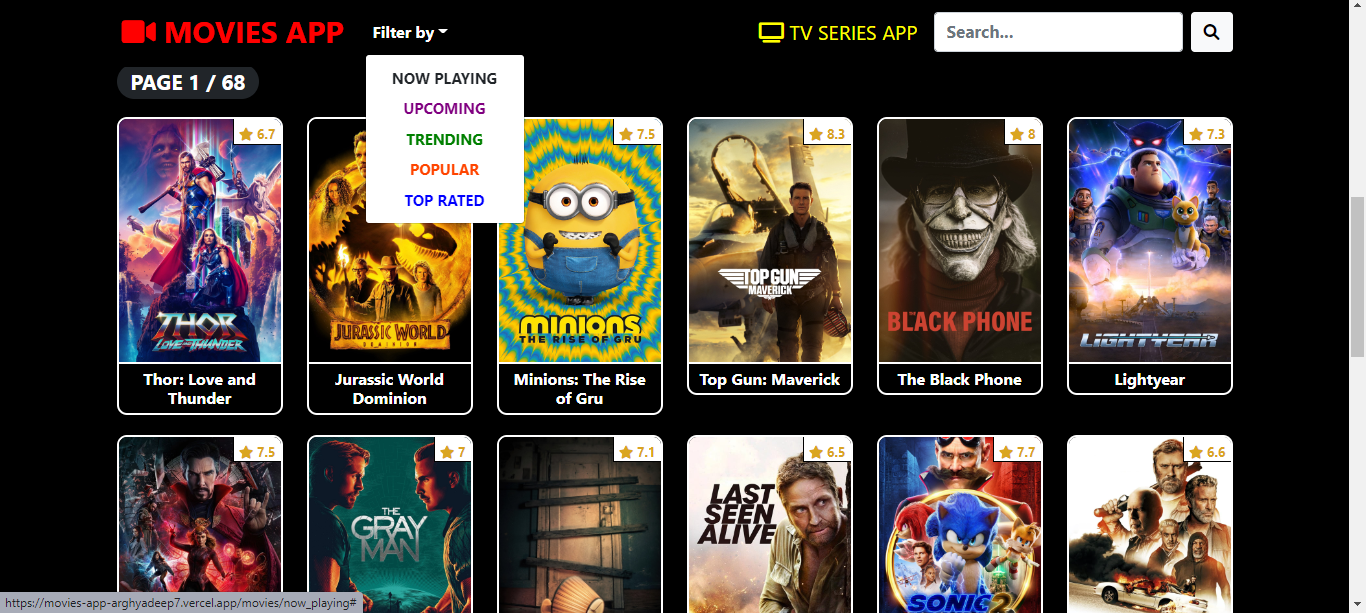 MOVIES APP
Filter by
TV SERIES APP
Search...
NOW PLAYING
UPCOMING
TRENDING
POPULAR
TOP RATED
PAGE 1 / 68
6.7
7.5
8.3
8
7.3
THOR
LOVE AND THUNDER
JURASSIC WORLD
DOMINION
MINIONS
THE RISE OF GRU
TOP GUN
MAVERICK
THE BLACK PHONE
LIGHTYEAR
Thor: Love and
Thunder
Jurassic World
Dominion
Minions: The Rise
of Gru
Top Gun: Maverick
The Black Phone
Lightyear
7.5
7
7.1
6.5
7.7
6.6
THE
GRAY
MAN
LAST
SEEN
ALIVE
SONIC 2
https://movies-app-arghyadeep7.vercel.app/movies/now_playing#